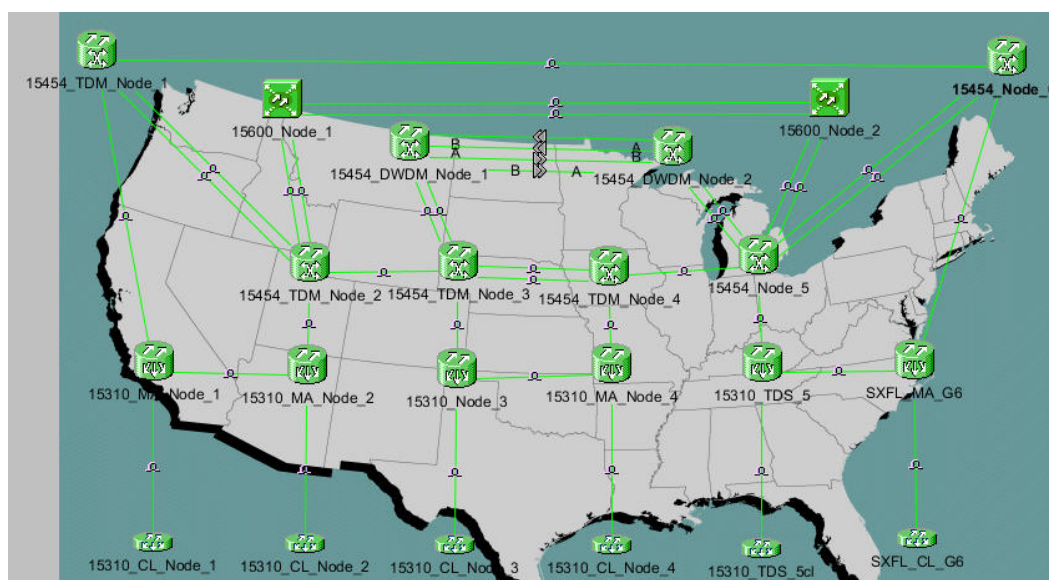 15454_TDM_Node_1
15454_Node_
15600_Node_1
15600_Node_2
B
A
A
B
B
A
15454_DWDM_Node_1
15454_DWDM_Node_2
15454_TDM_Node_2
15454_TDM_Node_3
15454_TDM_Node_4
15454_Node_5
15310_MA_Node_1
15310_MA_Node_2
15310_Node_3
15310_MA_Node_4
15310_TDS_5
SXFL_MA_G6
15310_CL_Node_1
15310_CL_Node_2
15310_CL_Node_3
15310_CL_Node_4
15310_TDS_5cl
SXFL_CL_G6